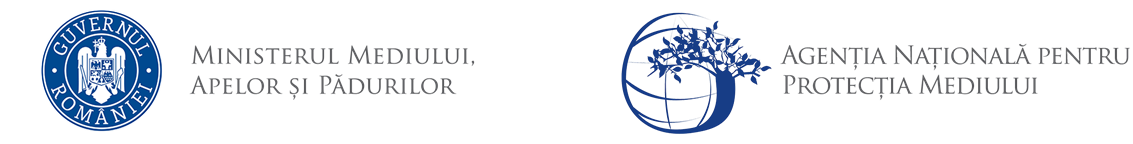 GUVERNUL
ROMÂNIEI
MINISTERUL MEDIULUI,
APELOR ȘI PĂDURILOR
AGENȚIA NAȚIONALĂ PENTRU
PROTECȚIA MEDIULUI